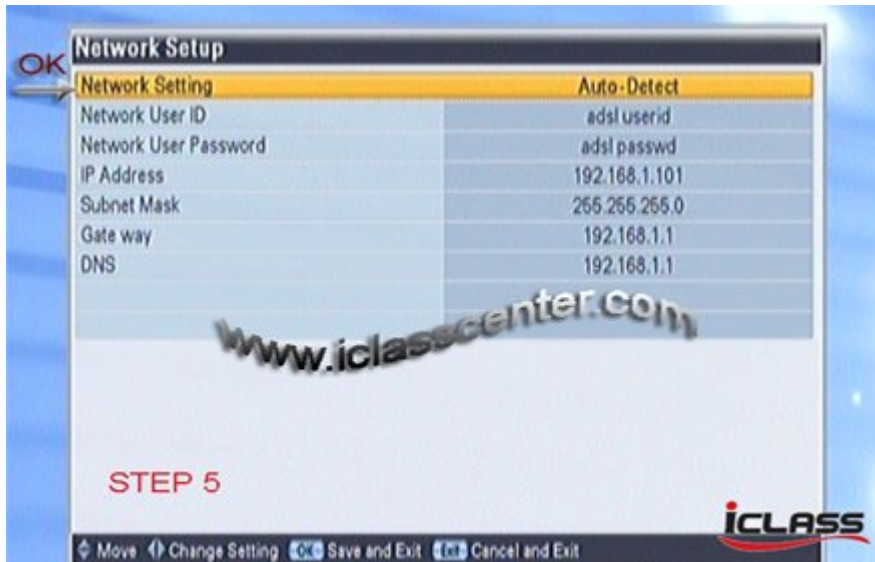 Network Setup
OK
Network Setting Auto-Detect
Network User ID adsl userid
Network User Password adsl passwd
IP Address 192.168.1.101
Subnet Mask 255.255.255.0
Gate way 192.168.1.1
DNS 192.168.1.1
www.iclasscenter.com
STEP 5
iCLASS
Move Change Setting OK Save and Exit Exit Cancel and Exit